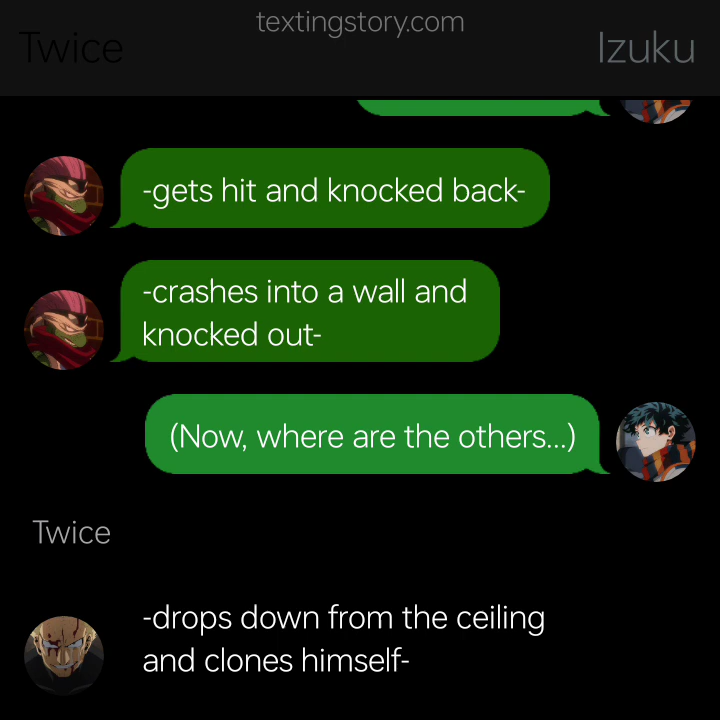 textingstory.com
Twice
Izuku
-gets hit and knocked back-
-crashes into a wall and
knocked out-
(Now, where are the others...)
Twice
-drops down from the ceiling
and clones himself-